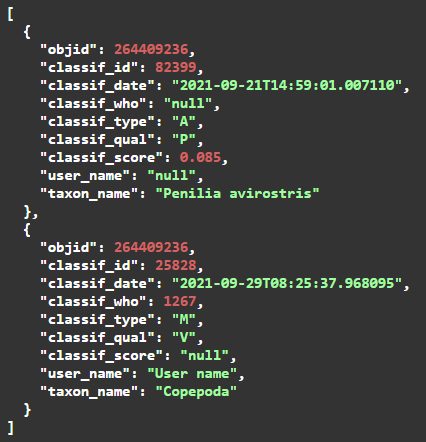 [
  {
    "objid": 264409236,
    "classif_id": 82399,
    "classif_date": "2021-09-21T14:59:01.007110",
    "classif_who": "null",
    "classif_type": "A",
    "classif_qual": "P",
    "classif_score": 0.085,
    "user_name": "null",
    "taxon_name": "Penilia avirostris"
  },
  {
    "objid": 264409236,
    "classif_id": 25828,
    "classif_date": "2021-09-29T08:25:37.968095",
    "classif_who": 1267,
    "classif_type": "M",
    "classif_qual": "V",
    "classif_score": "null",
    "user_name": "User name",
    "taxon_name": "Copepoda"
  }
]